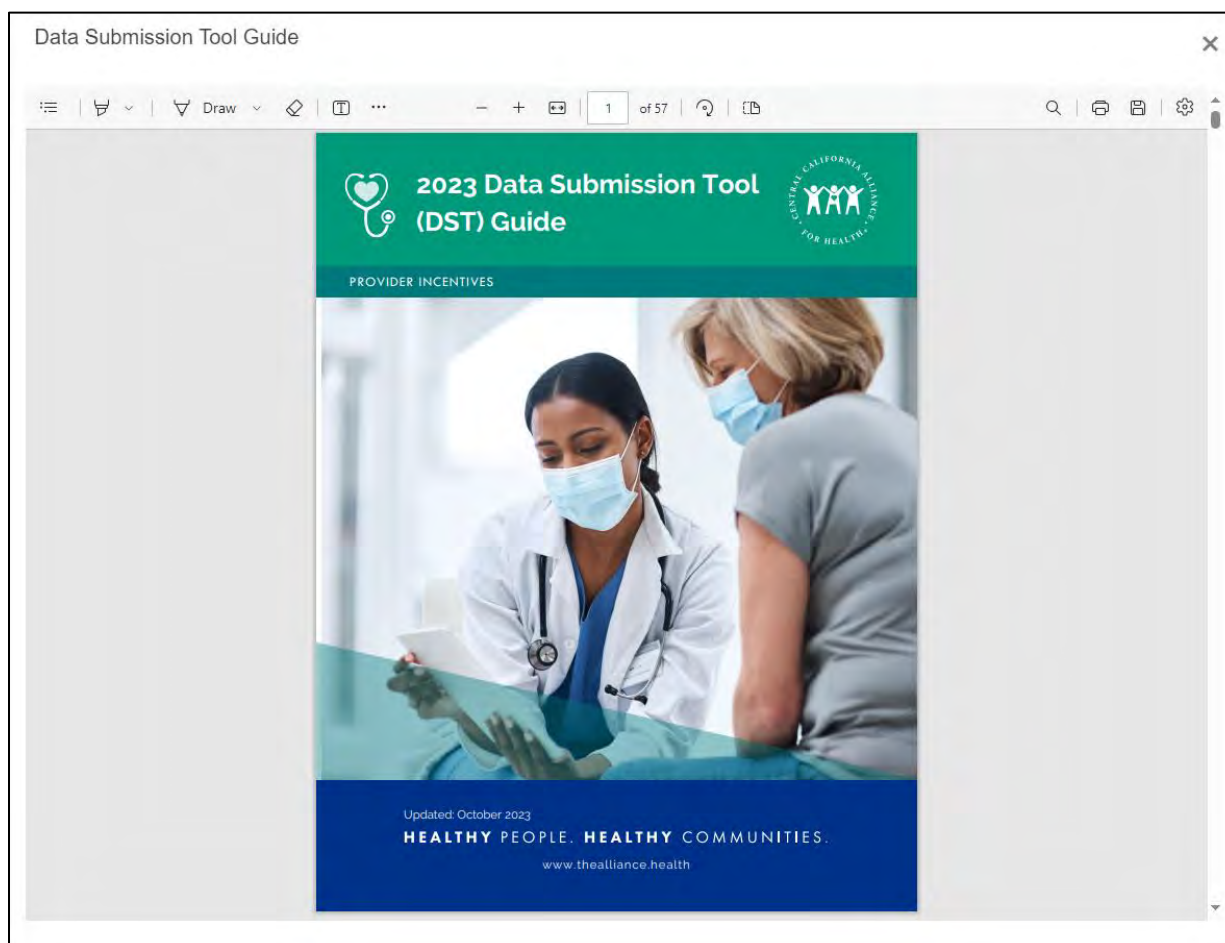 Data Submission Tool Guide
Draw
1 of 57
2023 Data Submission Tool
(DST) Guide
CENTRAL CALIFORNIA ALLIANCE
FOR HEALTH
PROVIDER INCENTIVES
Updated: October 2023
HEALTHY PEOPLE. HEALTHY COMMUNITIES.
www.thealliance.health